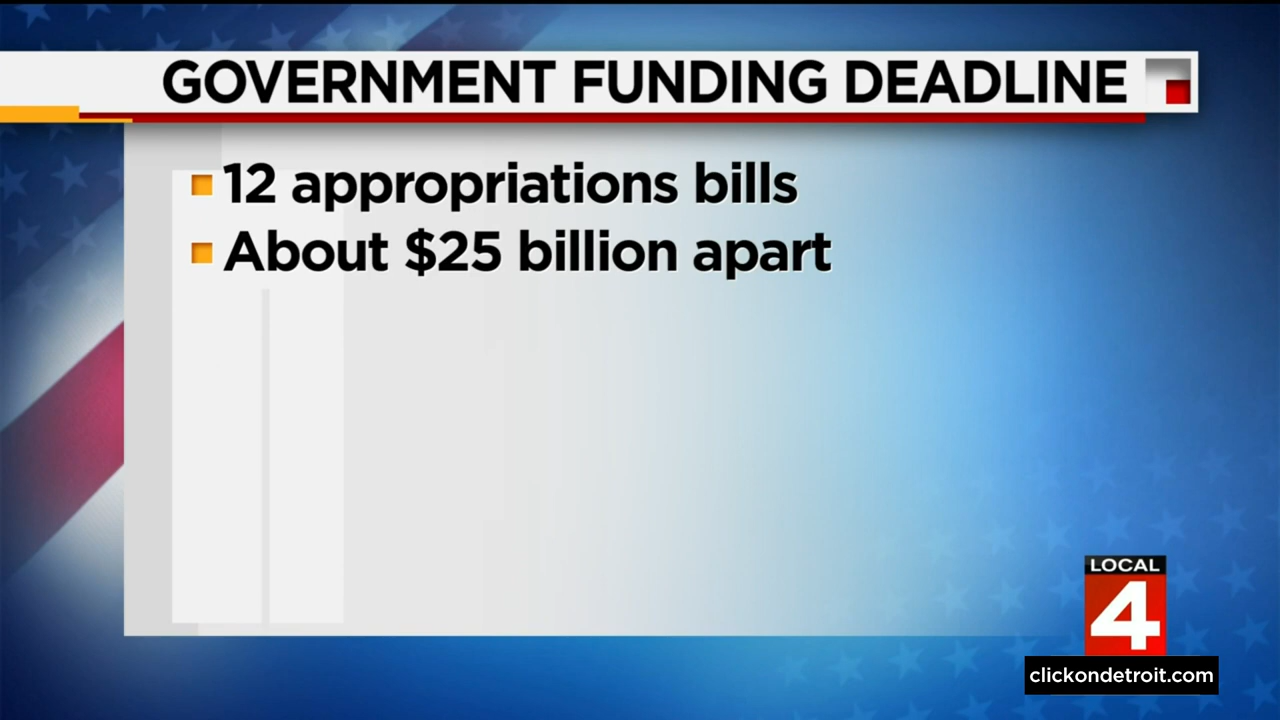 GOVERNMENT FUNDING DEADLINE
12 appropriations bills
About $25 billion apart
LOCAL
4
clickondetroit.com